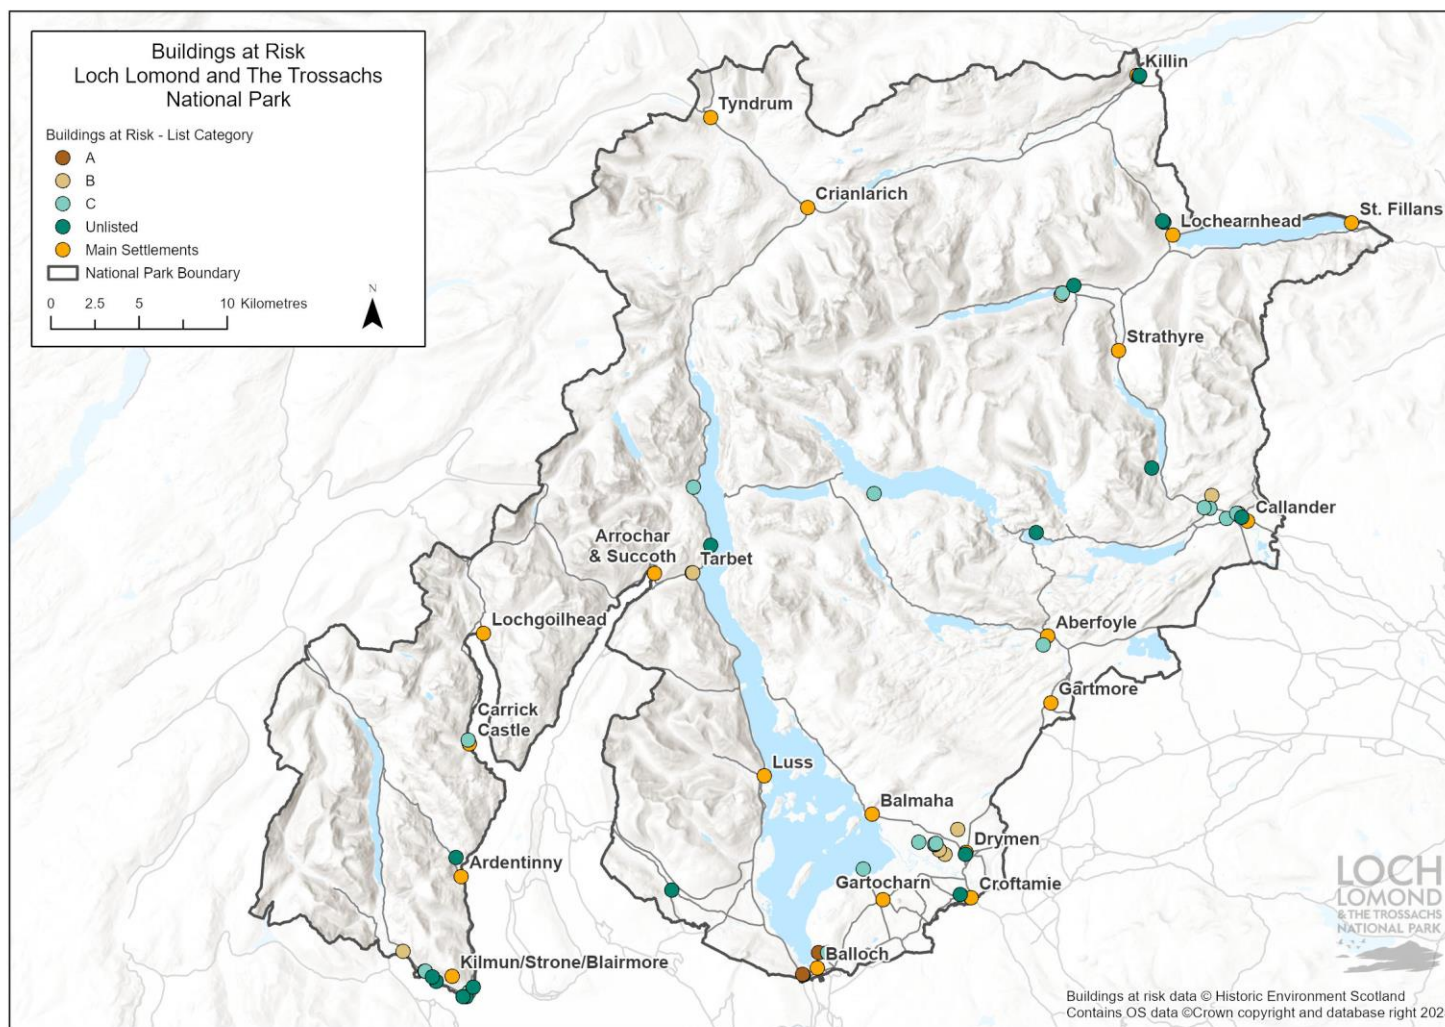 Buildings at Risk
Loch Lomond and The Trossachs
National Park
Buildings at Risk - List Category
A
B
C
Unlisted
Main Settlements
National Park Boundary
0 2.5 5 10 Kilometres
N
Killin
Tyndrum
Crianlarich
Lochearnhead
St. Fillans
Strathyre
Callander
Arrochar
& Succoth
Tarbet
Lochgoilhead
Aberfoyle
Gartmore
Carrick
Castle
Luss
Balmaha
Drymen
Ardentinny
Gartocharn
Croftamie
Balloch
Kilmun/Strone/Blairmore
LOCH
LOMOND
& THE TROSSACHS
NATIONAL PARK
Buildings at risk data © Historic Environment Scotland
Contains OS data ©Crown copyright and database right 202